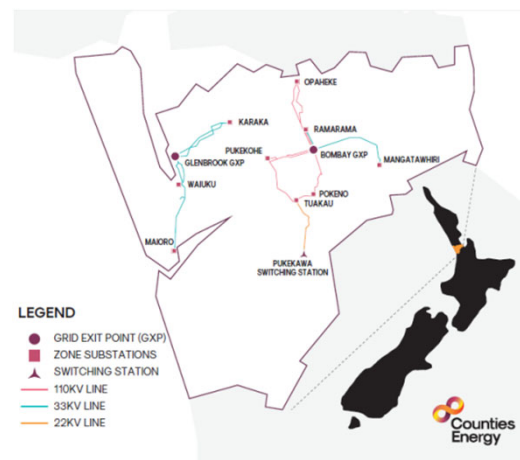 OPAHEKE
KARAKA
RAMARAMA
PUKEKOHE
BOMBAY GXP
GLENBROOK GXP
MANGATAWHIRI
WAIUKU
POKENO
TUAKAU
MAIORO
PUKEKAWA
SWITCHING STATION
LEGEND
GRID EXIT POINT (GXP)
ZONE SUBSTATIONS
SWITCHING STATION
110KV LINE
33KV LINE
22KV LINE
Counties
Energy